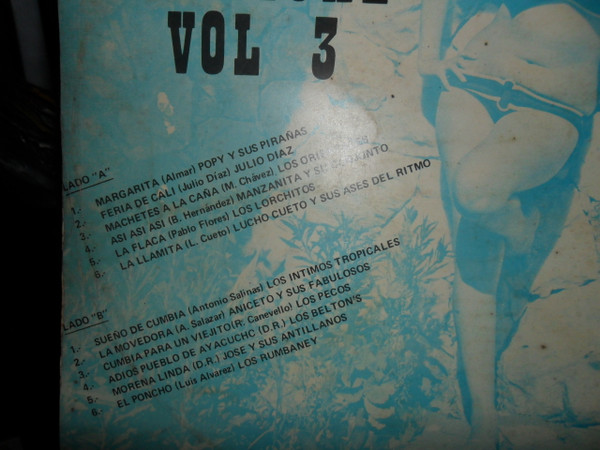 VOL 3
LADO "A"
1.- MARGARITA (Almar) POPY Y SUS PIRAÑAS
2.- FERIA DE CALI (Julio Díaz) JULIO DIAZ
3.- MACHETES A LA CAÑA (M. Chávez) LOS
4.- ASI ASI ASI (B. Hernández) MANZANITA Y SU
5.- LA FLACA (Pablo Flores) LOS LORCHITOS
6.- LA LLAMITA (L. Cueto) LUCHO CUETO Y SUS ASES DEL RITMO
LADO "B"
1.- SUEÑO DE CUMBIA (Antonio Salinas) LOS INTIMOS TROPICALES
2.- LA MOVEDORA (A. Salazar) ANICETO Y SUS FABULOSOS
3.- CUMBIA PARA UN VIEJITO(R. Canevello) LOS PECOS
4.- ADIOS PUEBLO DE AYACUCHC (D.R.) LOS BELTON'S
5.- MORENA LINDA (D.R.) JOSE Y SUS ANTILLANOS
6.- EL PONCHO (Luis Alvarez) LOS RUMBANEY